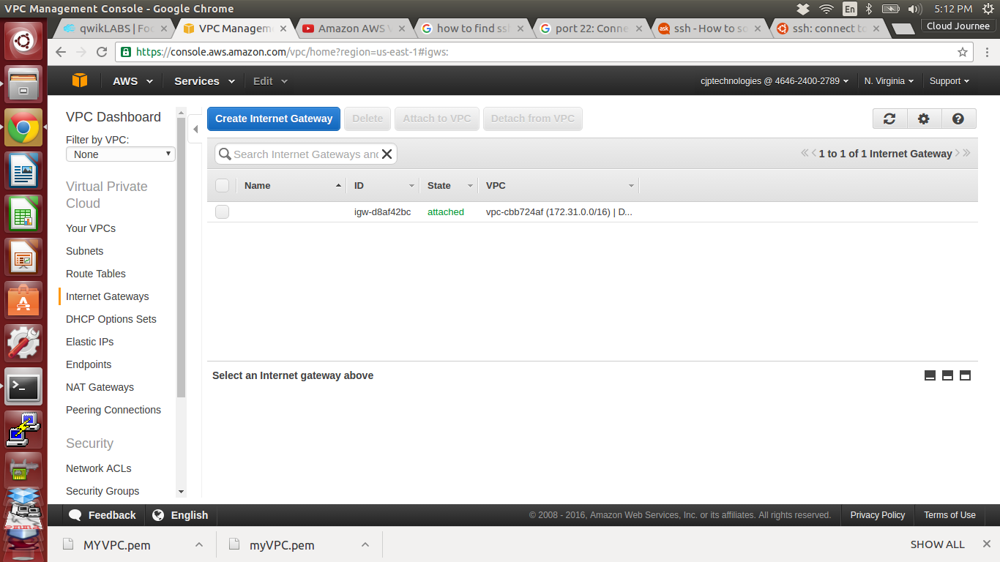 VPC Management Console - Google Chrome
En
5:12 PM
qwikLABS | Foc
VPC Managem
Amazon AWS V
how to find ssh
port 22: Conne
ask
ssh - How to so
ssh: connect to
Cloud Journee
https://console.aws.amazon.com/vpc/home?region=us-east-1#igws:
AWS
Services
Edit
cjptechnologies @ 4646-2400-2789
N. Virginia
Support
VPC Dashboard
Filter by VPC:
None
Virtual Private
Cloud
Your VPCs
Subnets
Route Tables
Internet Gateways
DHCP Options Sets
Elastic IPs
Endpoints
NAT Gateways
Peering Connections
Security
Network ACLs
Security Groups
Create Internet Gateway
Delete
Attach to VPC
Detach from VPC
Search Internet Gateways and
1 to 1 of 1 Internet Gateway
Name
ID
State
VPC
igw-d8af42bc
attached
vpc-cbb724af (172.31.0.0/16) | D...
Select an Internet gateway above
Feedback
English
© 2008 - 2016, Amazon Web Services, Inc. or its affiliates. All rights reserved.
Privacy Policy
Terms of Use
MYVPC.pem
myVPC.pem
SHOW ALL